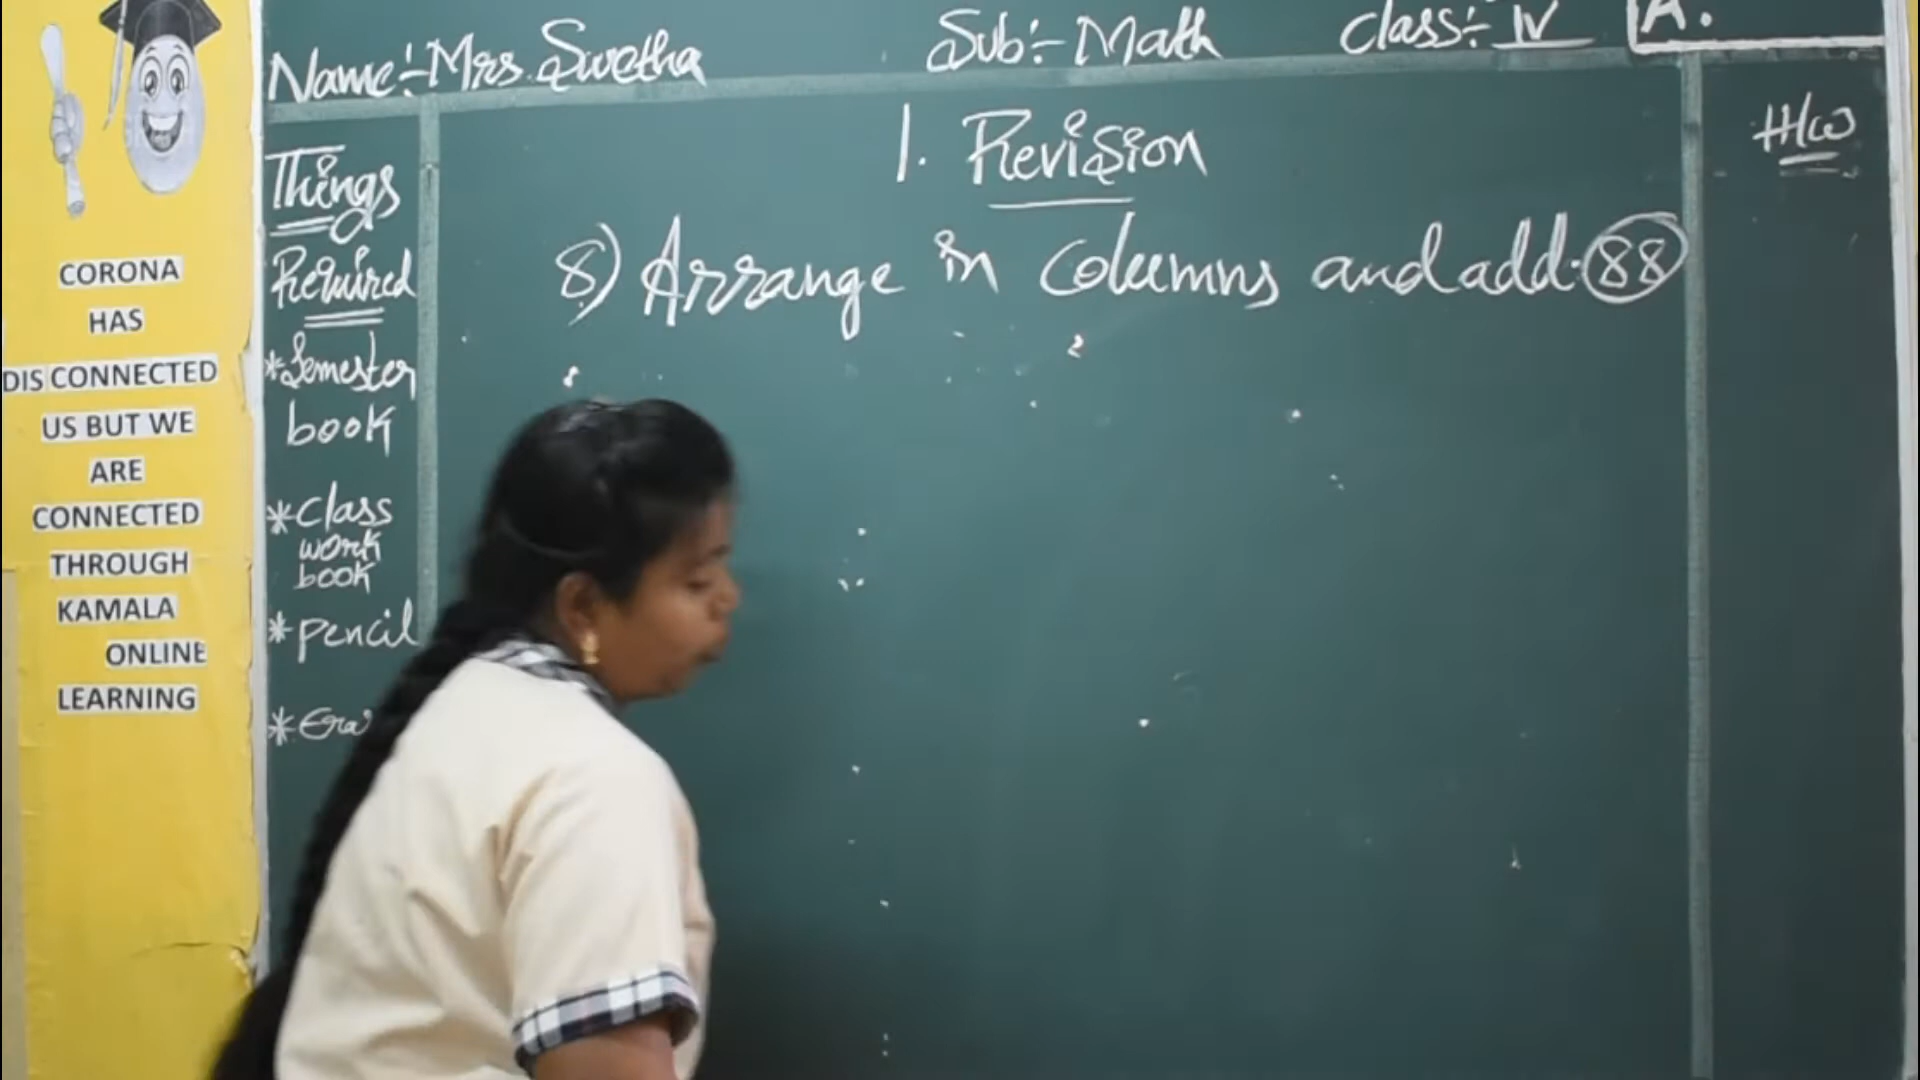 CORONA
HAS
DIS CONNECTED
US BUT WE
ARE
CONNECTED
THROUGH
KAMALA
ONLINE
LEARNING
Name:- Mrs. Swetha Sub:- Math Class:- IV A.
Things
Required
* Semester
book
* Class
work
book
* pencil
1. Revision
8) Arrange in columns and add. 88
H/W